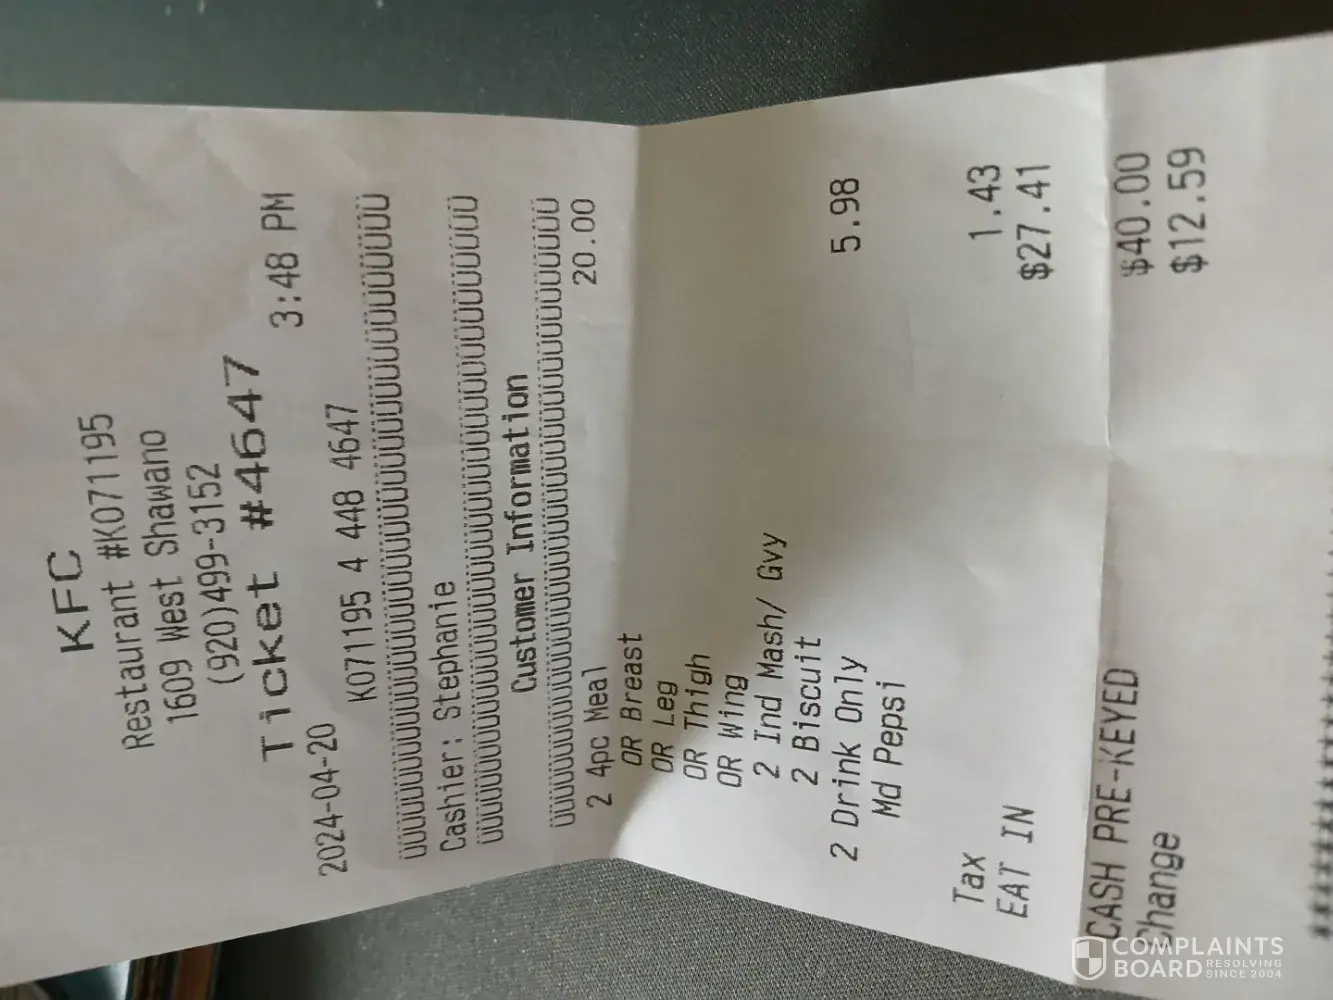 KFC
Restaurant #K071195
1609 West Shawano
(920)499-3152
Ticket #4647
2024-04-20 3:48 PM
K071195 4 448 4647
Cashier: Stephanie
Customer Information
2 4pc Meal 20.00
OR Breast
OR Leg
OR Thigh
OR Wing
2 Ind Mash/ Gvy
2 Biscuit
2 Drink Only 5.98
Md Pepsi
Tax 1.43
EAT IN $27.41
CASH PRE-KEYED $40.00
Change $12.59
COMPLAINTS
BOARD RESOLVING
SINCE 2004